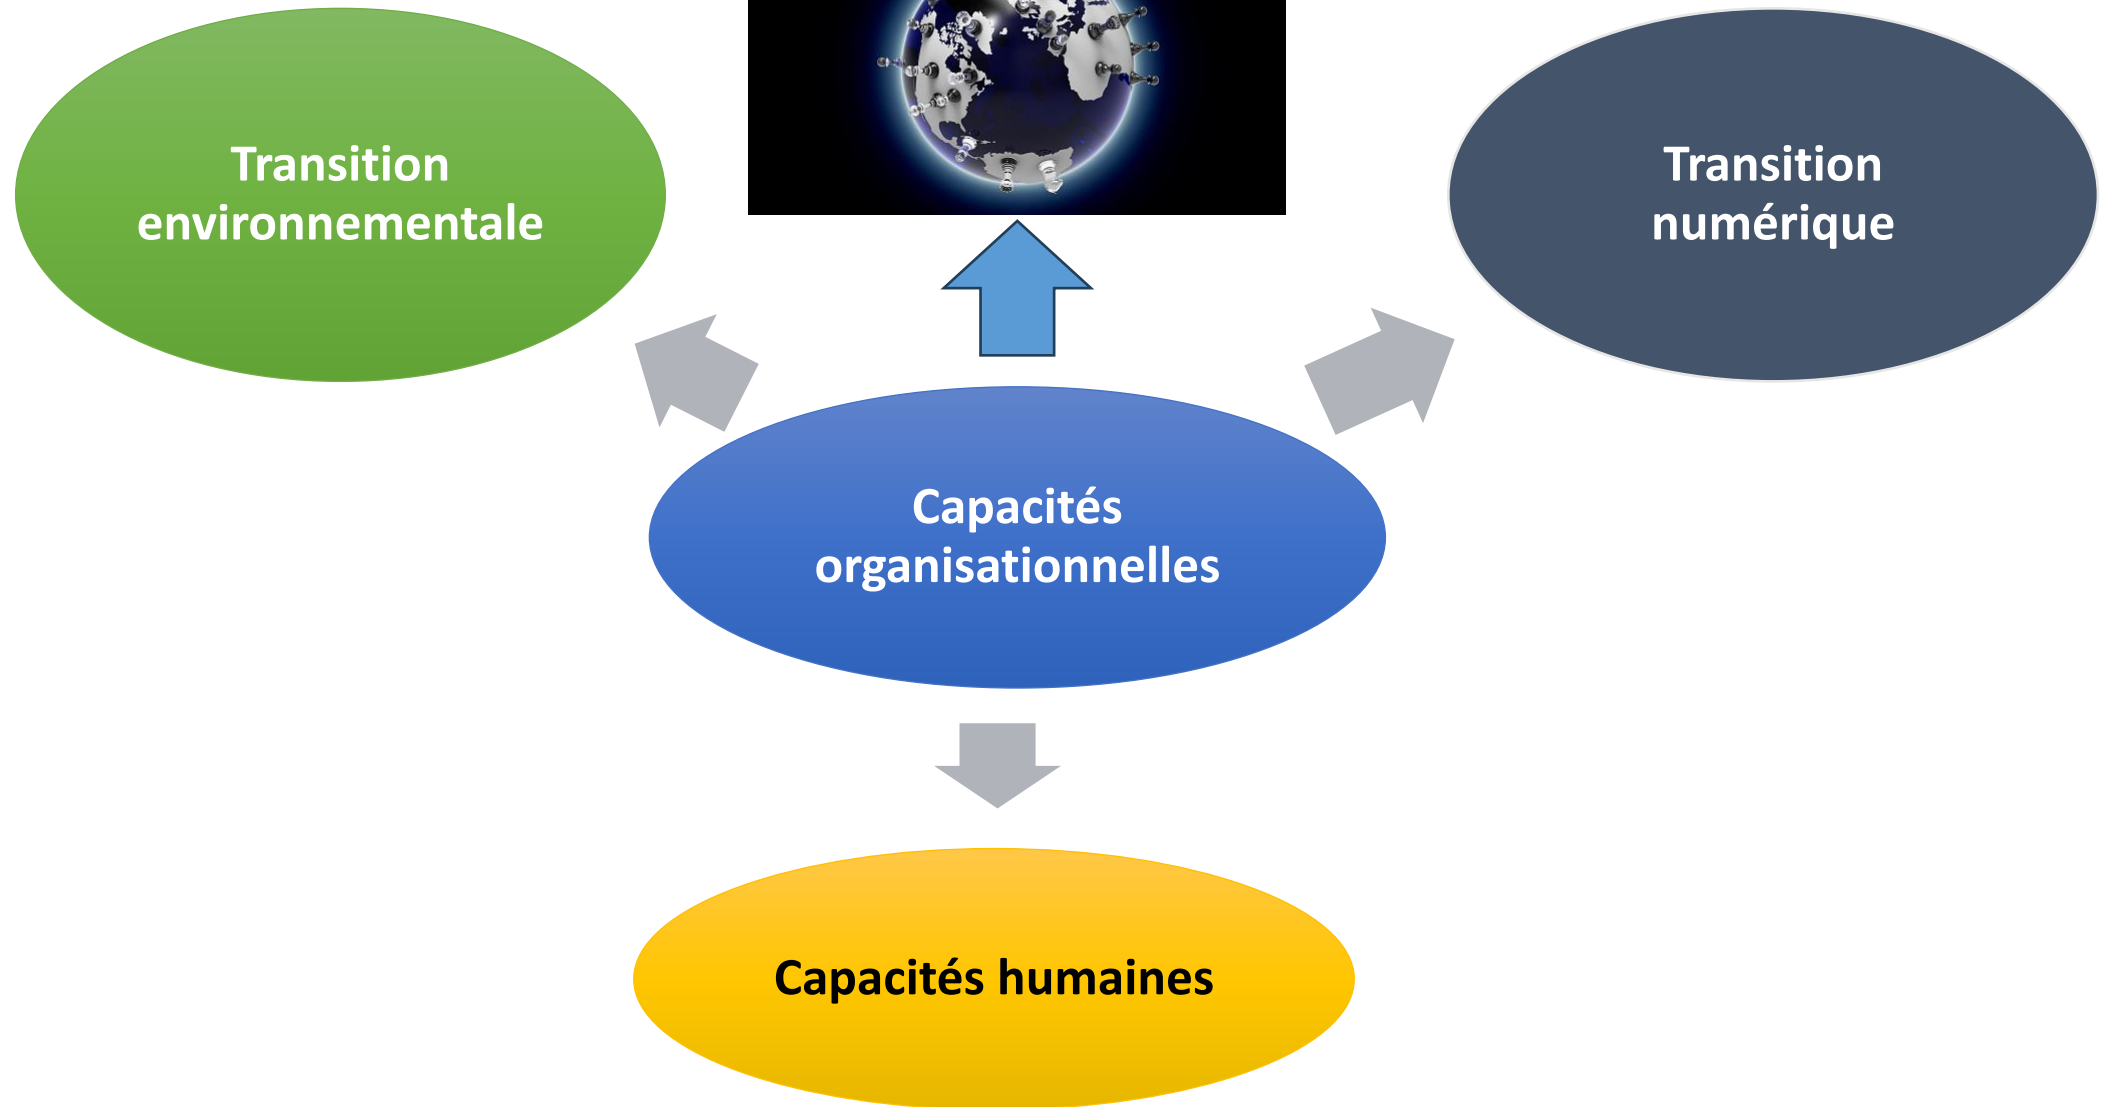 Transition
environnementale
Transition
numérique
Capacités
organisationnelles
Capacités humaines